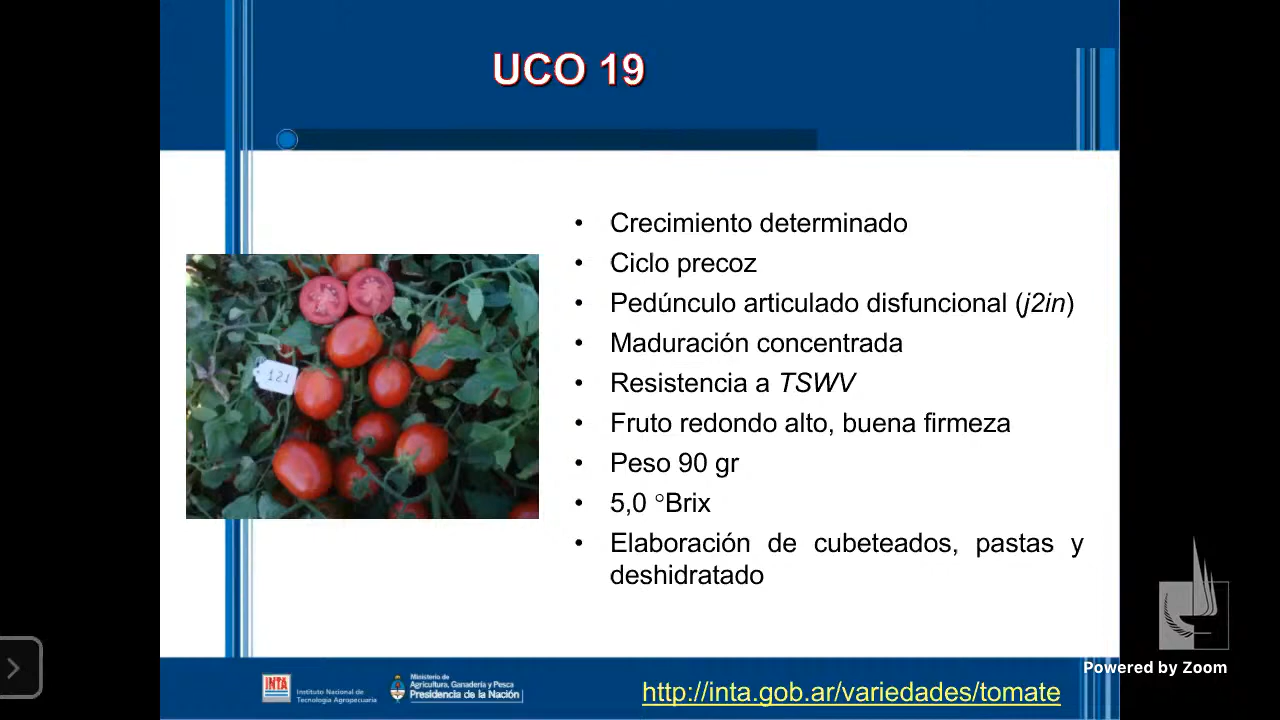 UCO 19
• Crecimiento determinado
• Ciclo precoz
• Pedúnculo articulado disfuncional (j2in)
• Maduración concentrada
• Resistencia a TSWV
• Fruto redondo alto, buena firmeza
• Peso 90 gr
• 5,0 °Brix
• Elaboración de cubeteados, pastas y
deshidratado
121
INTA
Instituto Nacional de
Tecnología Agropecuaria
Ministerio de
Agricultura, Ganadería y Pesca
Presidencia de la Nación
http://inta.gob.ar/variedades/tomate
Powered by Zoom